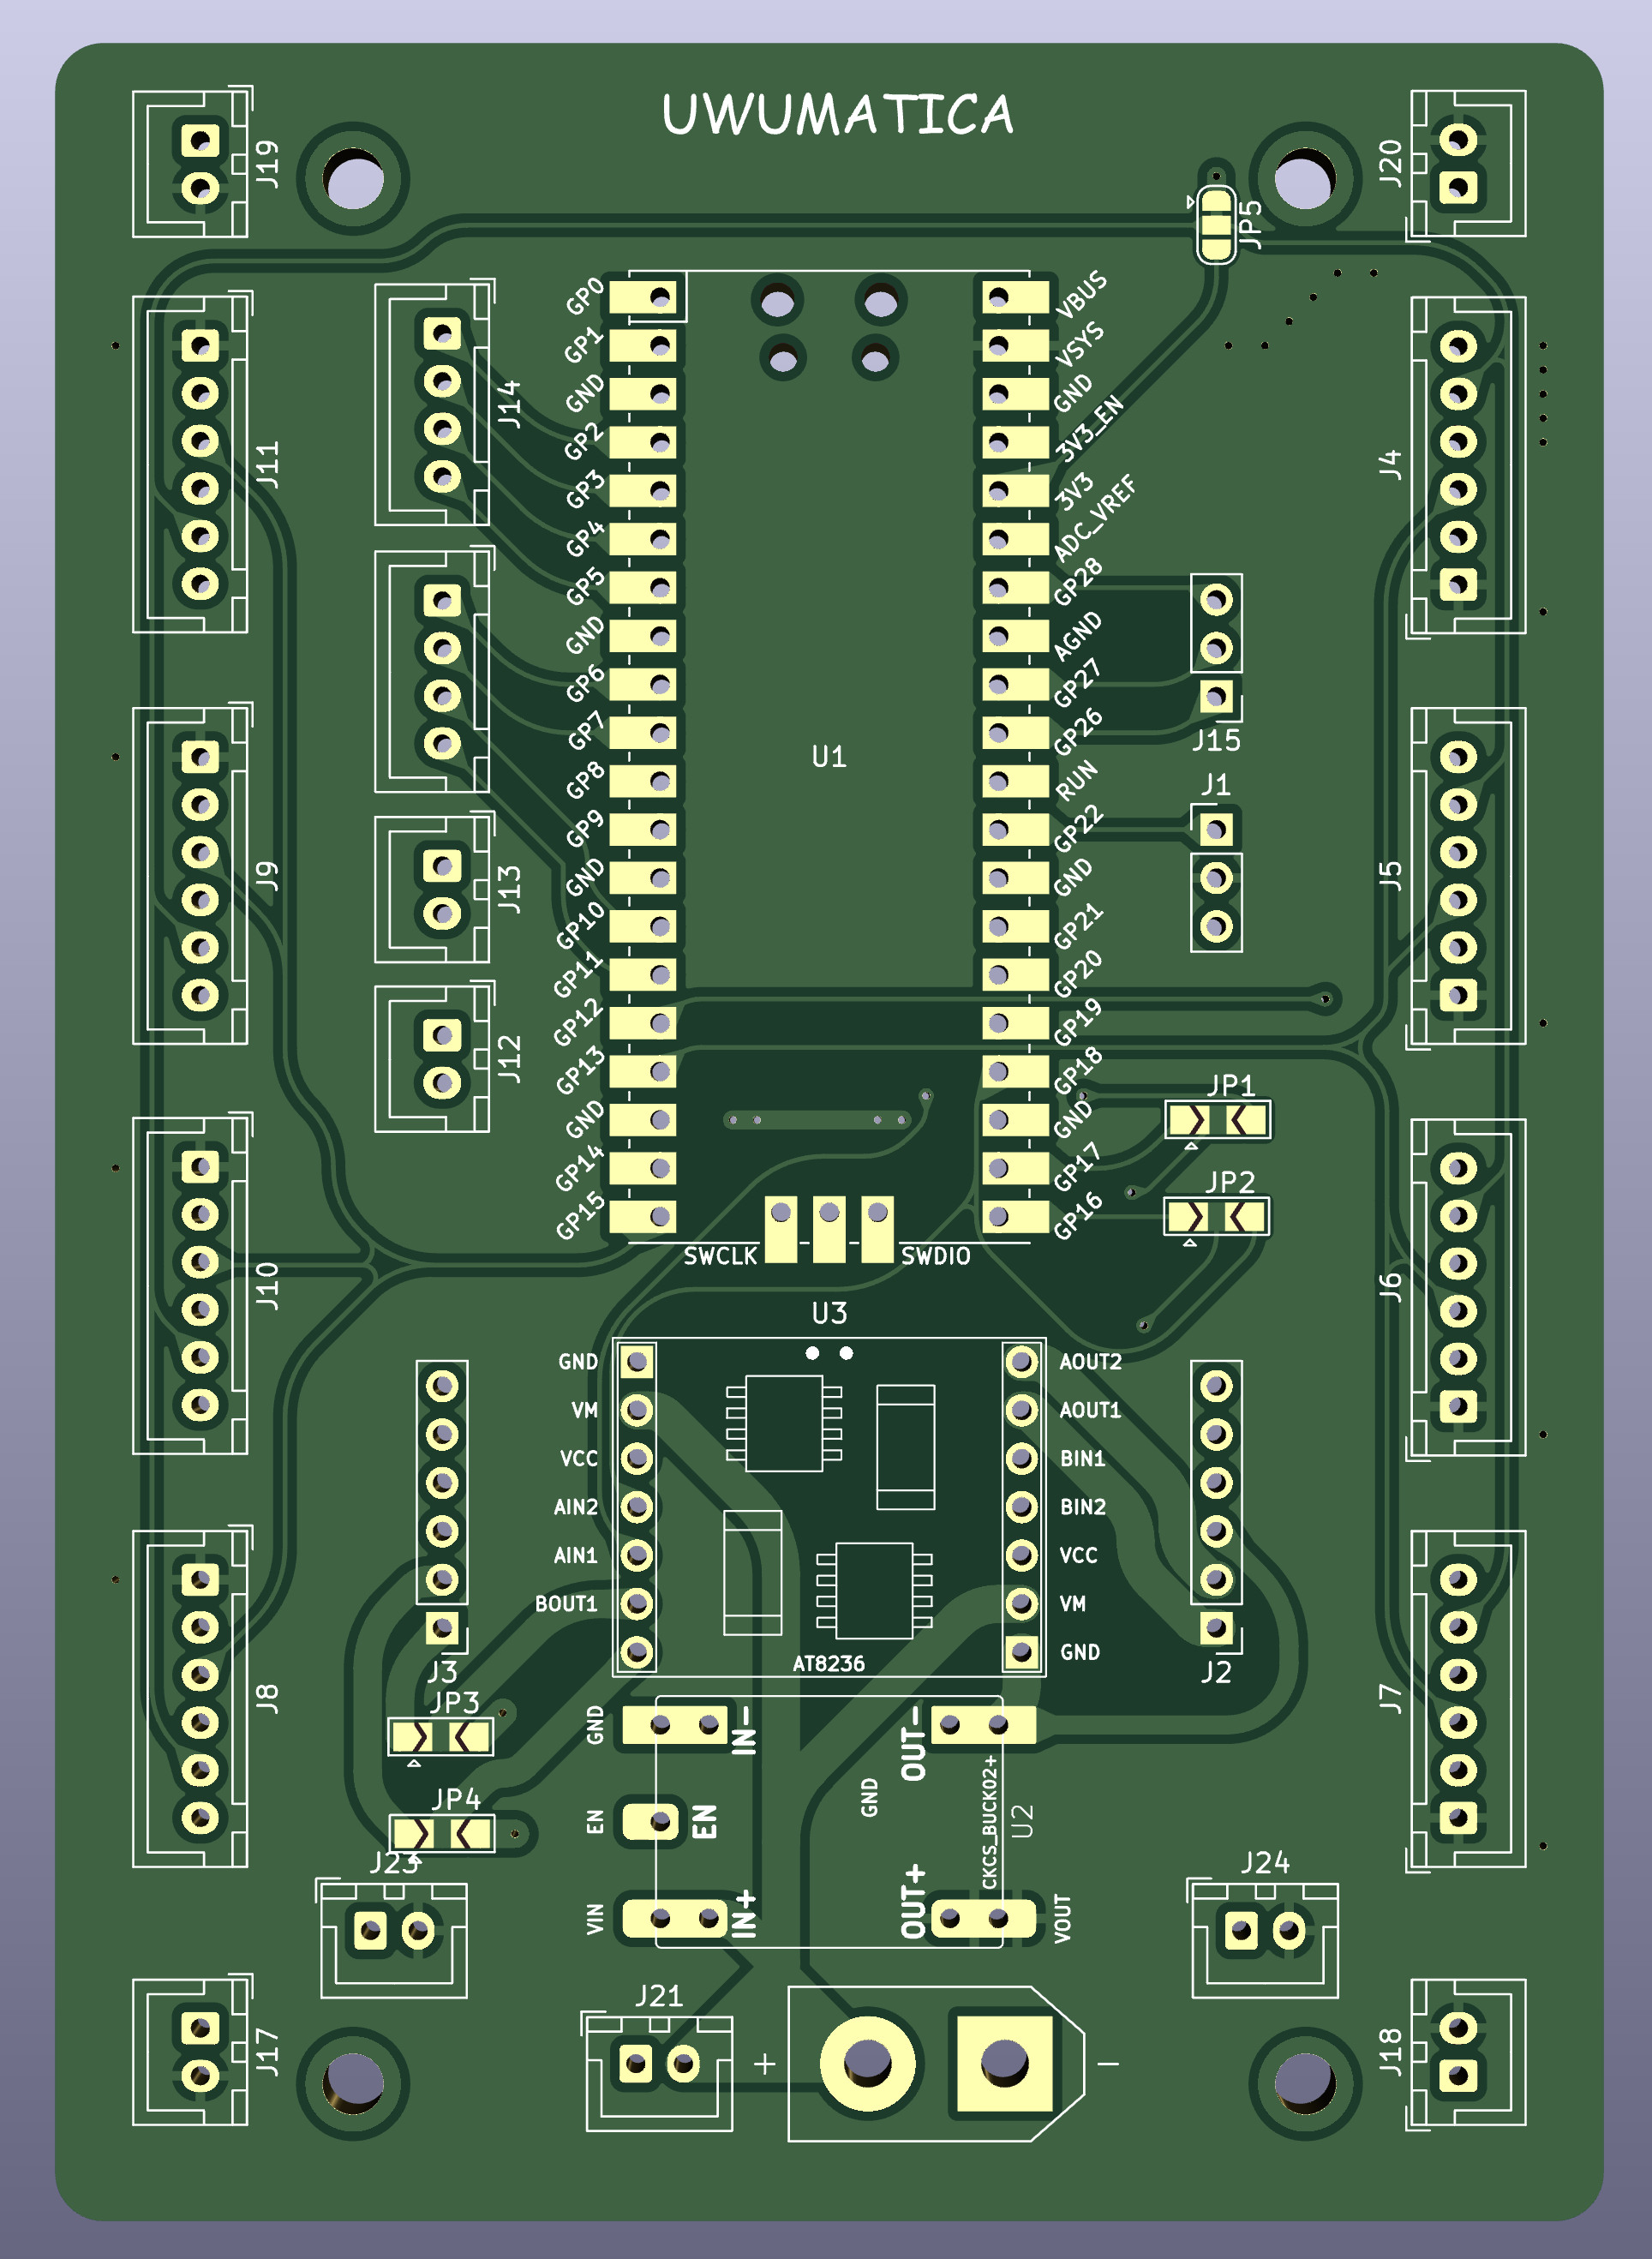 UWUMATICA
J19
J20
JP5
GP0
VBUS
GP1
VSYS
GND
GND
J14
GP2
3V3_EN
J11
J4
GP3
3V3
GP4
ADC_VREF
GP5
GP28
GND
AGND
GP6
GP27
GP7
GP26
J15
U1
GP8
RUN
J1
GP9
GP22
J9
J13
GND
GND
J5
GP10
GP21
GP11
GP20
GP12
GP19
J12
GP13
GP18
JP1
GND
GND
GP14
GP17
JP2
GP15
GP16
SWCLK
SWDIO
J10
J6
U3
GND
AOUT2
VM
AOUT1
VCC
BIN1
AIN2
BIN2
AIN1
VCC
BOUT1
VM
AT8236
GND
J3
J2
JP3
J8
J7
GND
IN-
OUT-
GND
JP4
EN
EN
CKCS_BUCK02+
U2
J23
J24
VIN
IN+
OUT+
VOUT
J21
J17
+
-
J18